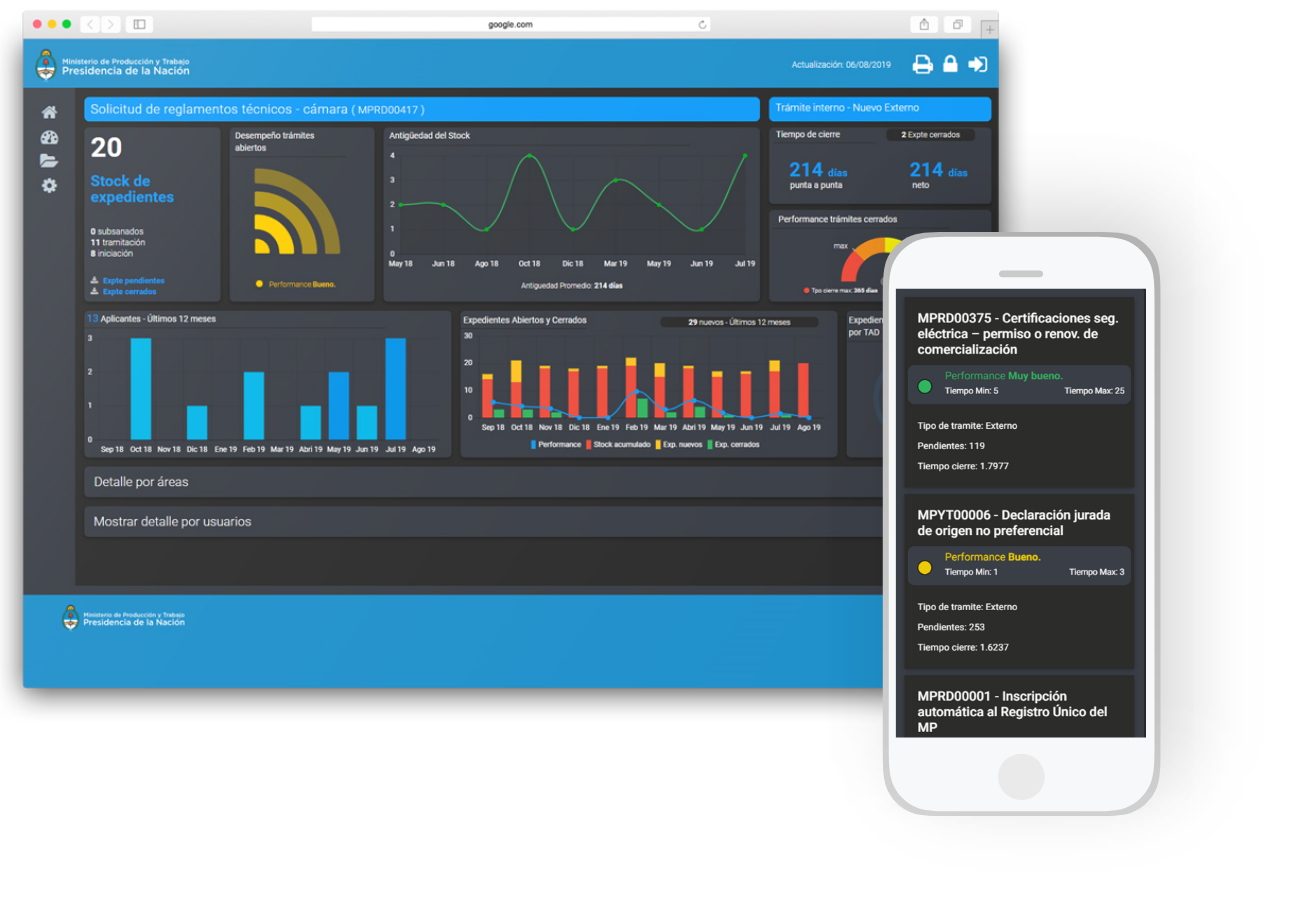 google.com
Ministerio de Producción y Trabajo
Presidencia de la Nación
Actualización: 06/08/2019
Solicitud de reglamentos técnicos - cámara ( MPRD00417 )
Trámite interno - Nuevo Externo
20
Stock de
expedientes
0 subsanados
11 tramitación
8 iniciación
Expte pendientes
Expte cerrados
Desempeño trámites
abiertos
Performance Bueno.
Antigüedad del Stock
4
3
2
1
0
May 18 Jun 18 Ago 18 Oct 18 Dic 18 Mar 19 May 19 Jun 19 Jul 19
Antiguedad Promedio: 214 días
Tiempo de cierre
2 Expte cerrados
214 días
punta a punta
214 días
neto
Performance trámites cerrados
max
Tpo cierre max: 365 días
13 Aplicantes - Últimos 12 meses
3
2
1
0
Sep 18 Oct 18 Nov 18 Dic 18 Ene 19 Feb 19 Mar 19 Abri 19 May 19 Jun 19 Jul 19 Ago 19
Expedientes Abiertos y Cerrados
29 nuevos - Últimos 12 meses
30
20
10
0
Sep 18 Oct 18 Nov 18 Dic 18 Ene 19 Feb 19 Mar 19 Abri 19 May 19 Jun 19 Jul 19 Ago 19
Performance Stock acumulado Exp. nuevos Exp. cerrados
Expedien
por TAD
Detalle por áreas
Mostrar detalle por usuarios
Ministerio de Producción y Trabajo
Presidencia de la Nación
MPRD00375 - Certificaciones seg.
eléctrica – permiso o renov. de
comercialización
Performance Muy bueno.
Tiempo Min: 5 Tiempo Max: 25
Tipo de tramite: Externo
Pendientes: 119
Tiempo cierre: 1.7977
MPYT00006 - Declaración jurada
de origen no preferencial
Performance Bueno.
Tiempo Min: 1 Tiempo Max: 3
Tipo de tramite: Externo
Pendientes: 253
Tiempo cierre: 1.6237
MPRD00001 - Inscripción
automática al Registro Único del
MP